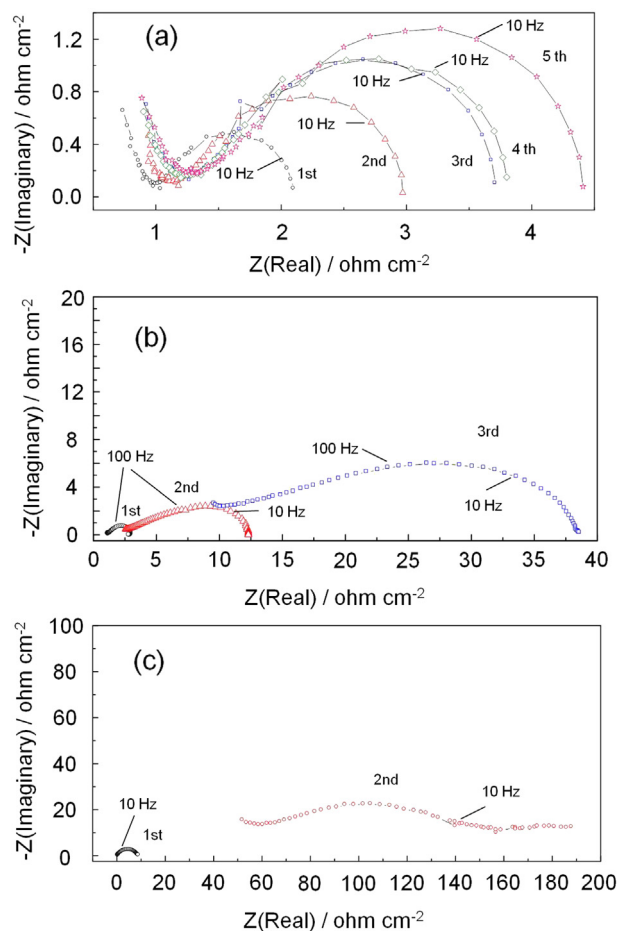 (a)
-Z(Imaginary) / ohm cm-2
1.2
0.8
0.4
0.0
10 Hz
5 th
10 Hz
10 Hz
10 Hz
4 th
10 Hz
1st
2nd
3rd
1
2
3
4
Z(Real) / ohm cm-2
(b)
-Z(Imaginary) / ohm cm-2
20
18
16
14
12
10
8
6
4
2
0
3rd
100 Hz
100 Hz
2nd
1st
10 Hz
10 Hz
0
5
10
15
20
25
30
35
40
Z(Real) / ohm cm-2
(c)
-Z(Imaginary) / ohm cm-2
100
80
60
40
20
0
2nd
10 Hz
10 Hz
1st
0
20
40
60
80
100
120
140
160
180
200
Z(Real) / ohm cm-2